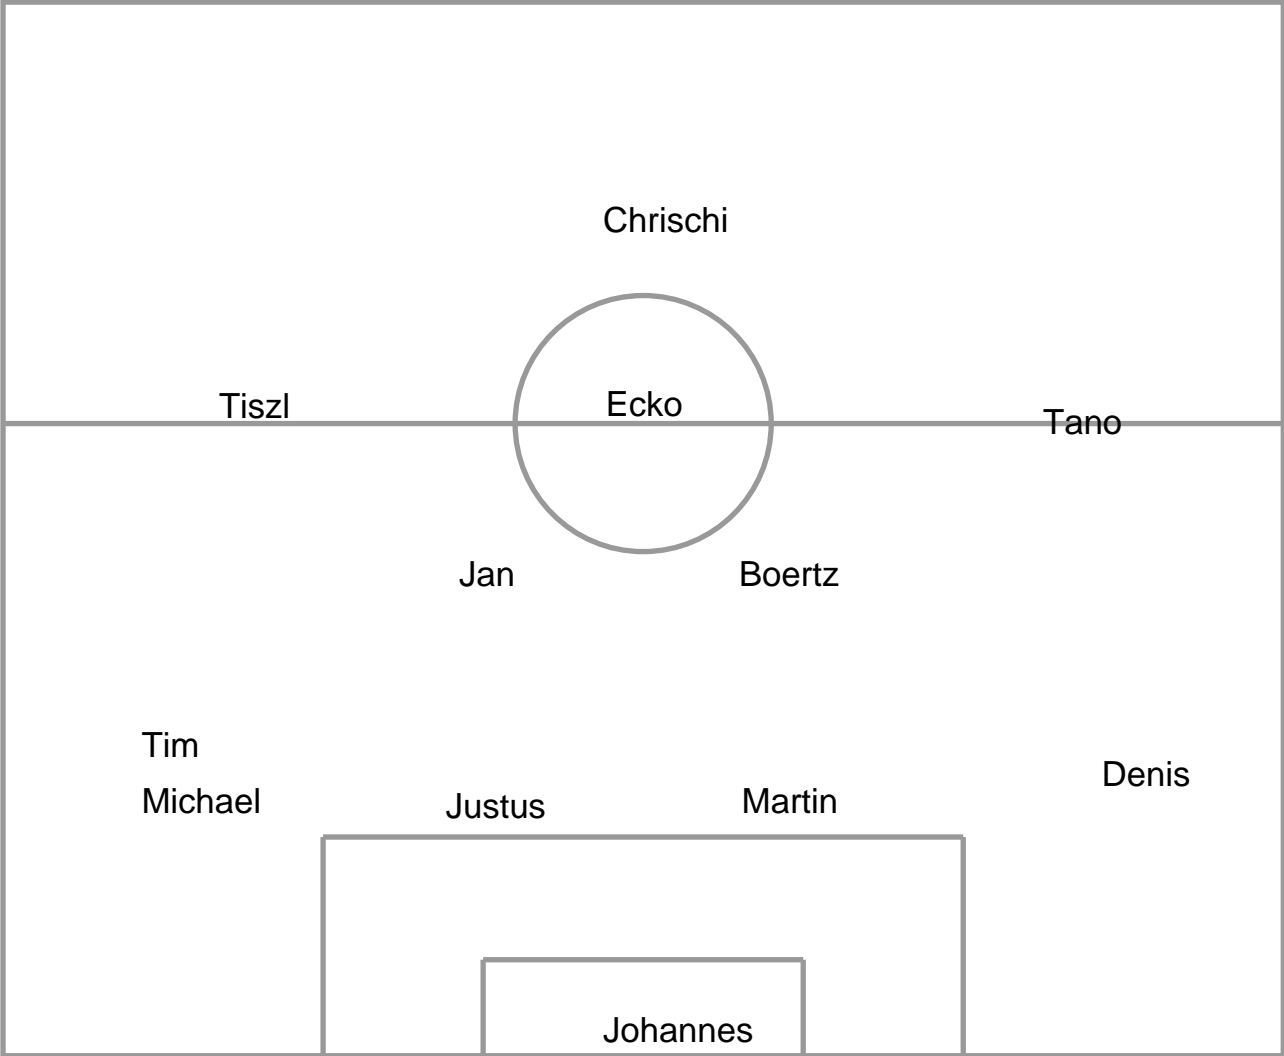 Chrischi
Tiszl
Ecko
Tano
Jan
Boertz
Tim
Michael
Justus
Martin
Denis
Johannes